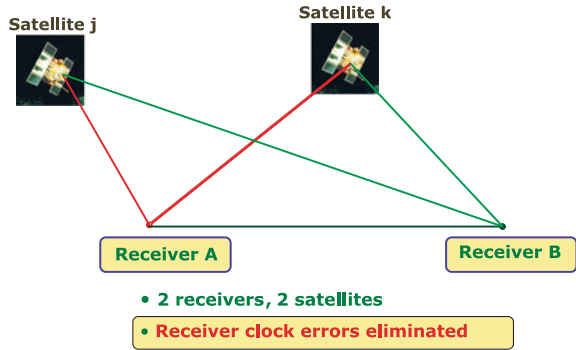 Satellite j
Satellite k
Receiver A
Receiver B
• 2 receivers, 2 satellites
• Receiver clock errors eliminated